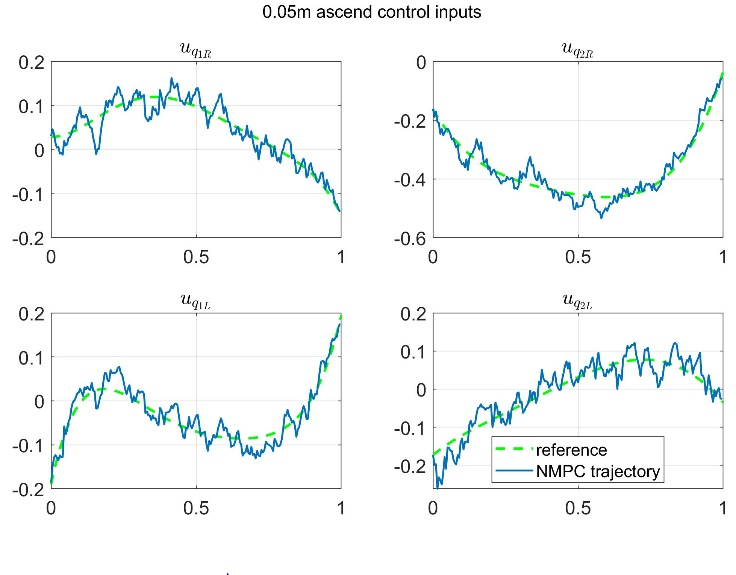 0.05m ascend control inputs
u_{q_{1R}}
0.2
0.1
0
-0.1
-0.2
0 0.5 1
u_{q_{2R}}
0
-0.2
-0.4
-0.6
0 0.5 1
u_{q_{1L}}
0.2
0.1
0
-0.1
-0.2
0 0.5 1
u_{q_{2L}}
0.2
0.1
0
-0.1
-0.2
reference
NMPC trajectory
0 0.5 1